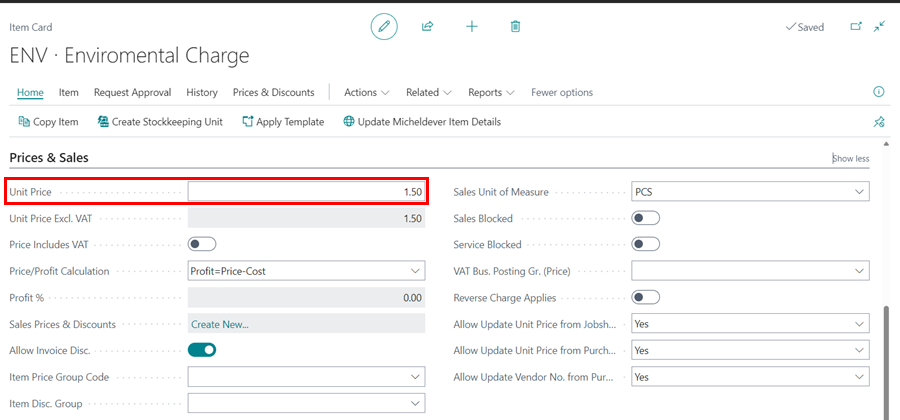 Item Card
Saved
ENV · Enviromental Charge
Home Item Request Approval History Prices & Discounts Actions Related Reports Fewer options
Copy Item Create Stockkeeping Unit Apply Template Update Micheldever Item Details
Prices & Sales
Show less
Unit Price 1.50
Sales Unit of Measure PCS
Unit Price Excl. VAT 1.50
Sales Blocked
Price Includes VAT
Service Blocked
Price/Profit Calculation Profit=Price-Cost
VAT Bus. Posting Gr. (Price)
Profit % 0.00
Reverse Charge Applies
Sales Prices & Discounts Create New...
Allow Update Unit Price from Jobsh... Yes
Allow Invoice Disc.
Allow Update Unit Price from Purch... Yes
Item Price Group Code
Allow Update Vendor No. from Pur... Yes
Item Disc. Group